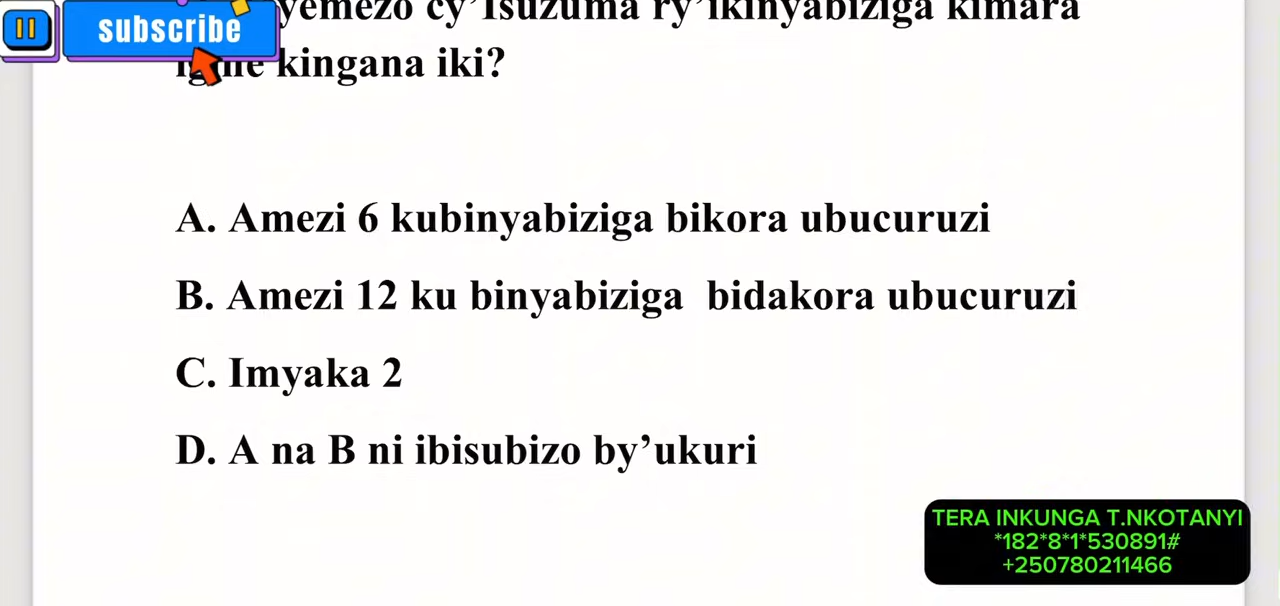 subscribe
cy’Isuzuma ry’ikinyabiziga kimara
kingana iki?
A. Amezi 6 kubinyabiziga bikora ubucuruzi
B. Amezi 12 ku binyabiziga bidakora ubucuruzi
C. Imyaka 2
D. A na B ni ibisubizo by’ukuri
TERA INKUNGA T.NKOTANYI
*182*8*1*530891#
+250780211466